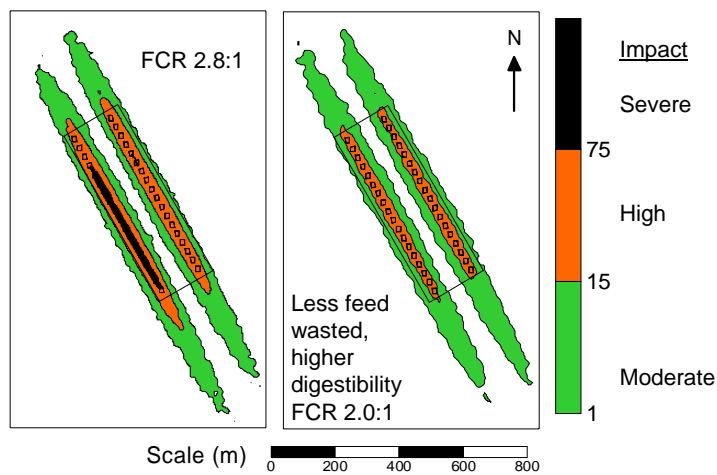 FCR 2.8:1
Less feed
wasted,
higher
digestibility
FCR 2.0:1
N
Impact
Severe
75
High
15
Moderate
1
Scale (m)
0 200 400 600 800